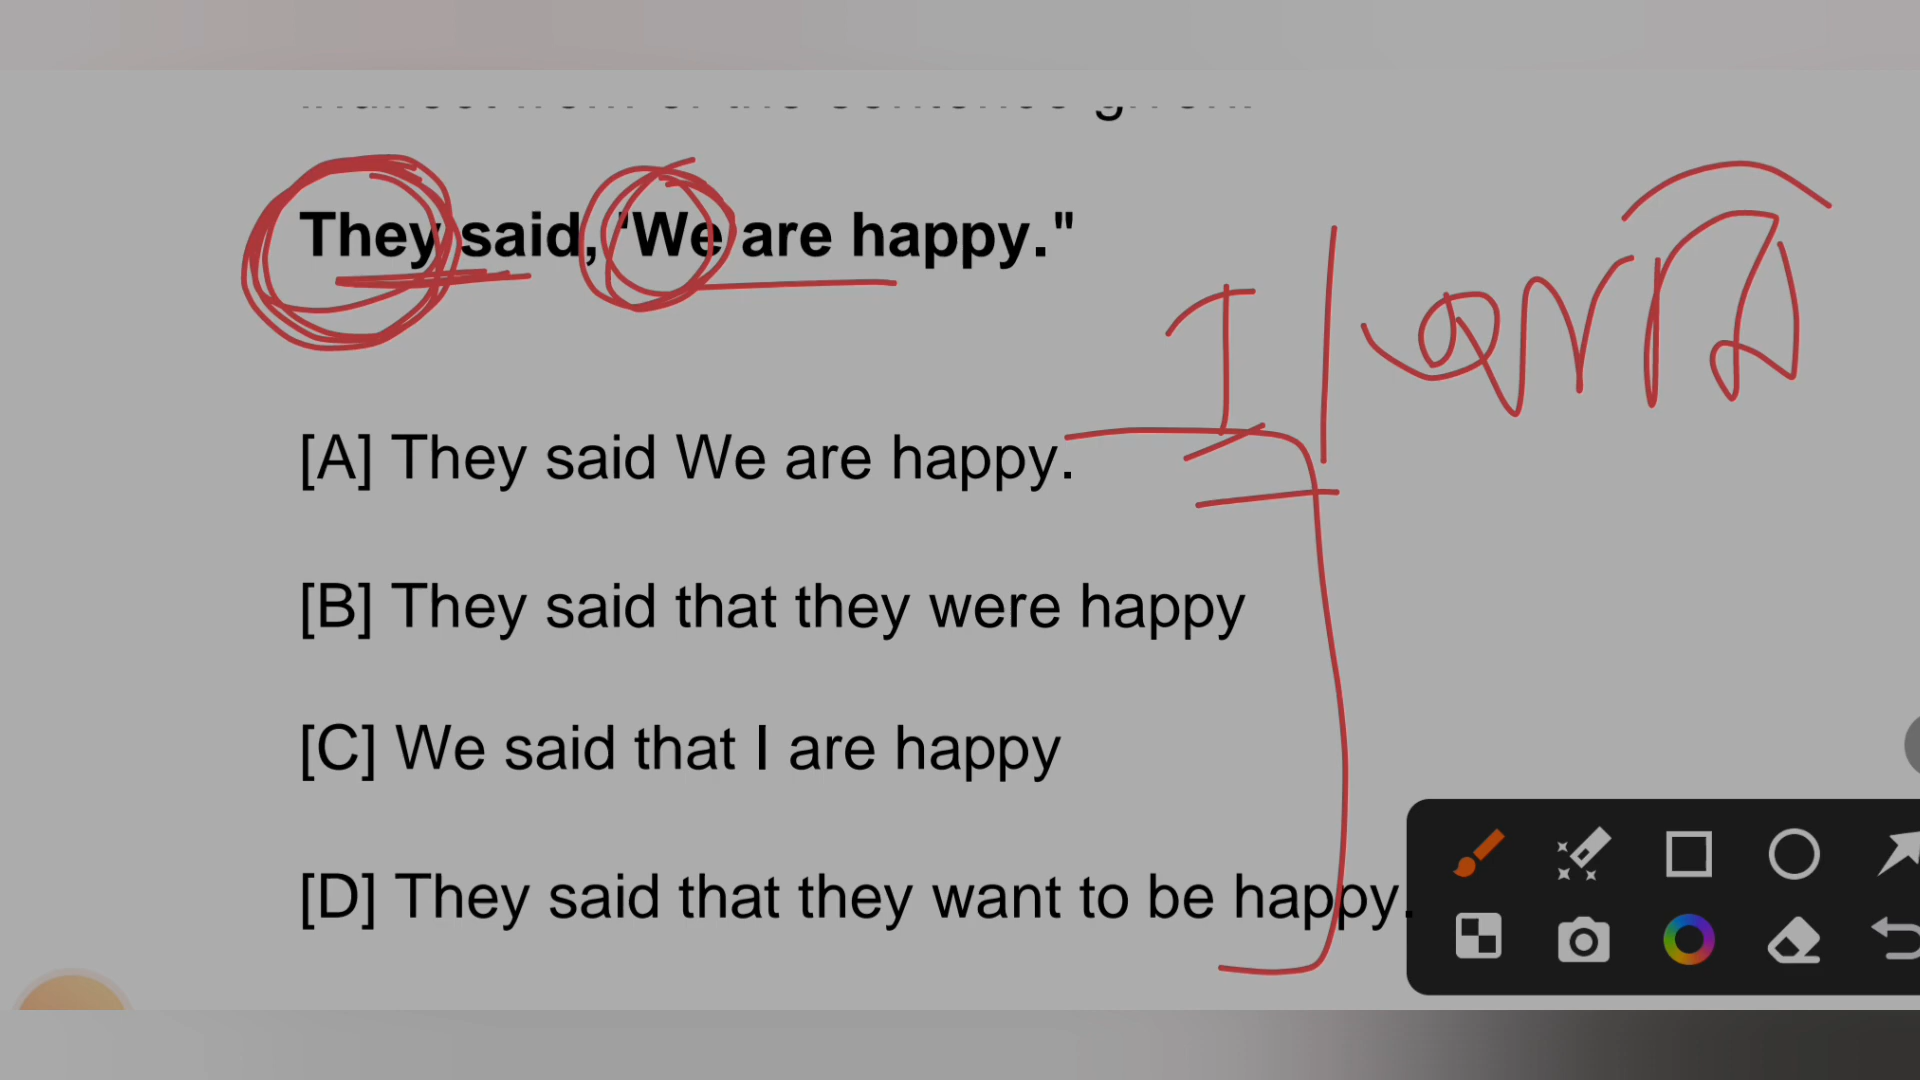 They said, "We are happy."
[A] They said We are happy.
[B] They said that they were happy
[C] We said that I are happy
[D] They said that they want to be happy.